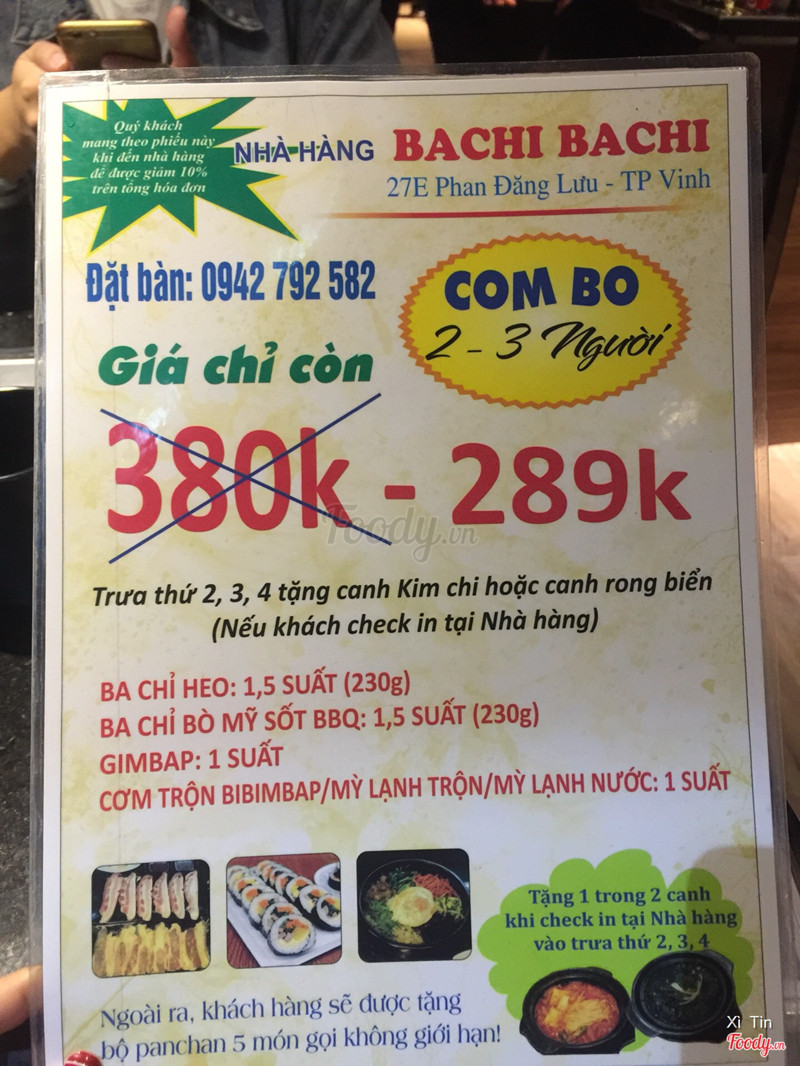 Quý khách
mang theo phiếu này
khi đến nhà hàng
để được giảm 10%
trên tổng hóa đơn
NHÀ HÀNG BACHI BACHI
27E Phan Đăng Lưu - TP Vinh
Đặt bàn: 0942 792 582
COM BO
2 - 3 Người
Giá chỉ còn
380k - 289k
Foody.vn
Trưa thứ 2, 3, 4 tặng canh Kim chi hoặc canh rong biển
(Nếu khách check in tại Nhà hàng)
BA CHỈ HEO: 1,5 SUẤT (230g)
BA CHỈ BÒ MỸ SỐT BBQ: 1,5 SUẤT (230g)
GIMBAP: 1 SUẤT
CƠM TRỘN BIBIMBAP/MỲ LẠNH TRỘN/MỲ LẠNH NƯỚC: 1 SUẤT
Tặng 1 trong 2 canh
khi check in tại Nhà hàng
vào trưa thứ 2, 3, 4
Ngoài ra, khách hàng sẽ được tặng
bộ panchan 5 món gọi không giới hạn!
Xì Tin
Foody.vn